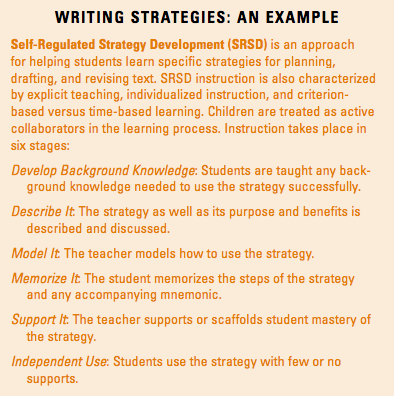 WRITING STRATEGIES: AN EXAMPLE
Self-Regulated Strategy Development (SRSD) is an approach
for helping students learn specific strategies for planning,
drafting, and revising text. SRSD instruction is also characterized
by explicit teaching, individualized instruction, and criterion-
based versus time-based learning. Children are treated as active
collaborators in the learning process. Instruction takes place in
six stages:
Develop Background Knowledge: Students are taught any back-
ground knowledge needed to use the strategy successfully.
Describe It: The strategy as well as its purpose and benefits is
described and discussed.
Model It: The teacher models how to use the strategy.
Memorize It: The student memorizes the steps of the strategy
and any accompanying mnemonic.
Support It: The teacher supports or scaffolds student mastery of
the strategy.
Independent Use: Students use the strategy with few or no
supports.